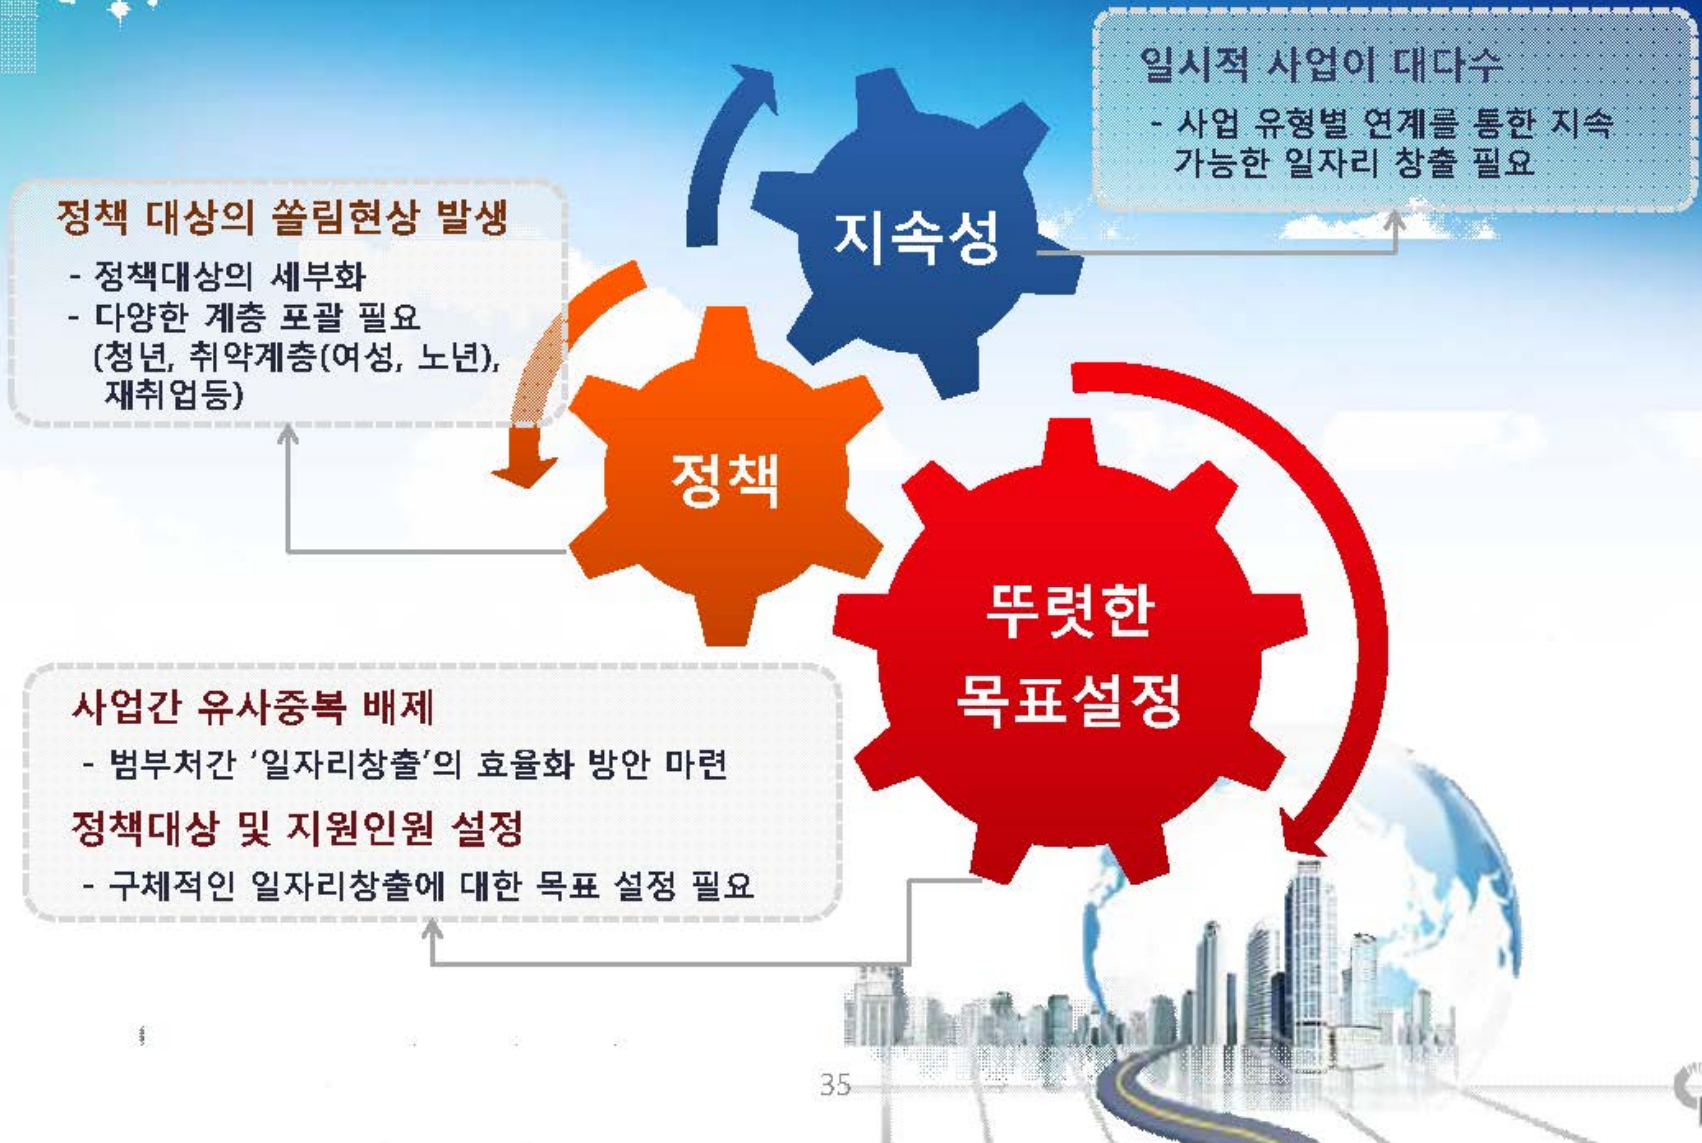 일시적 사업이 대다수
- 사업 유형별 연계를 통한 지속
가능한 일자리 창출 필요
지속성
정책 대상의 쏠림현상 발생
- 정책대상의 세부화
- 다양한 계층 포괄 필요
(청년, 취약계층(여성, 노년),
재취업등)
정책
뚜렷한
목표설정
사업간 유사중복 배제
- 범부처간 ‘일자리창출’의 효율화 방안 마련
정책대상 및 지원인원 설정
- 구체적인 일자리창출에 대한 목표 설정 필요
35